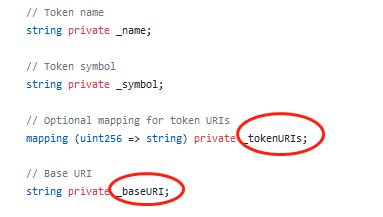 // Token name
string private _name;
// Token symbol
string private _symbol;
// Optional mapping for token URIs
mapping (uint256 => string) private _tokenURIs;
// Base URI
string private _baseURI;